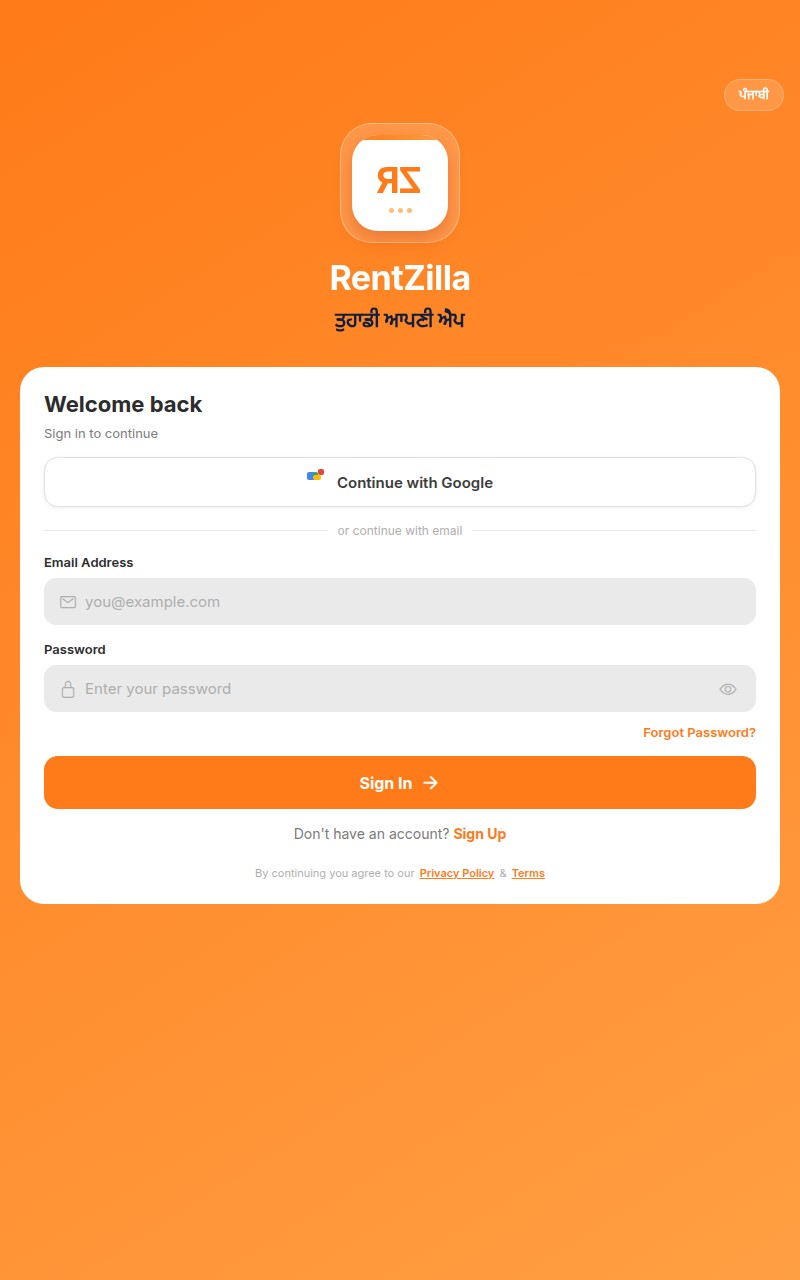 ਪੰਜਾਬੀ
RZ
RentZilla
ਤੁਹਾਡੀ ਆਪਣੀ ਐਪ
Welcome back
Sign in to continue
Continue with Google
or continue with email
Email Address
you@example.com
Password
Enter your password
Forgot Password?
Sign In →
Don't have an account? Sign Up
By continuing you agree to our Privacy Policy & Terms